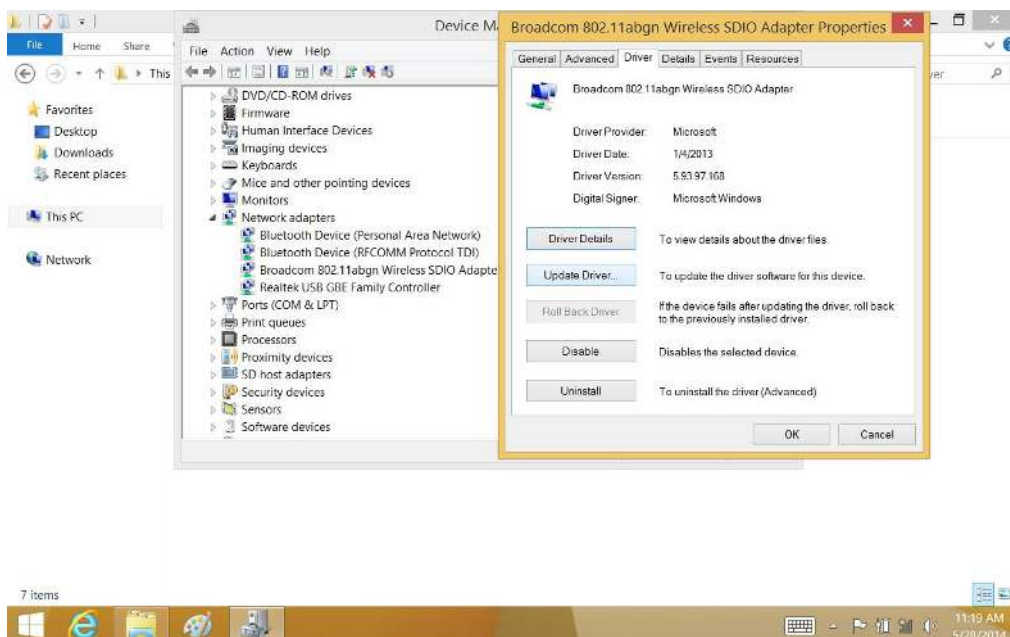 Device Ma
Broadcom 802.11abgn Wireless SDIO Adapter Properties
File
Home
Share
File Action View Help
This
ver
Favorites
Desktop
Downloads
Recent places
This PC
Network
DVD/CD-ROM drives
Firmware
Human Interface Devices
Imaging devices
Keyboards
Mice and other pointing devices
Monitors
Network adapters
Bluetooth Device (Personal Area Network)
Bluetooth Device (RFCOMM Protocol TDI)
Broadcom 802.11abgn Wireless SDIO Adapte
Realtek USB GBE Family Controller
Ports (COM & LPT)
Print queues
Processors
Proximity devices
SD host adapters
Security devices
Sensors
Software devices
General Advanced Driver Details Events Resources
Broadcom 802.11abgn Wireless SDIO Adapter
Driver Provider: Microsoft
Driver Date: 1/4/2013
Driver Version: 5.93.97.168
Digital Signer: Microsoft Windows
Driver Details To view details about the driver files.
Update Driver... To update the driver software for this device.
Roll Back Driver If the device fails after updating the driver, roll back
to the previously installed driver.
Disable Disables the selected device.
Uninstall To uninstall the driver (Advanced)
OK Cancel
7 items
11:19 AM
5/28/2014